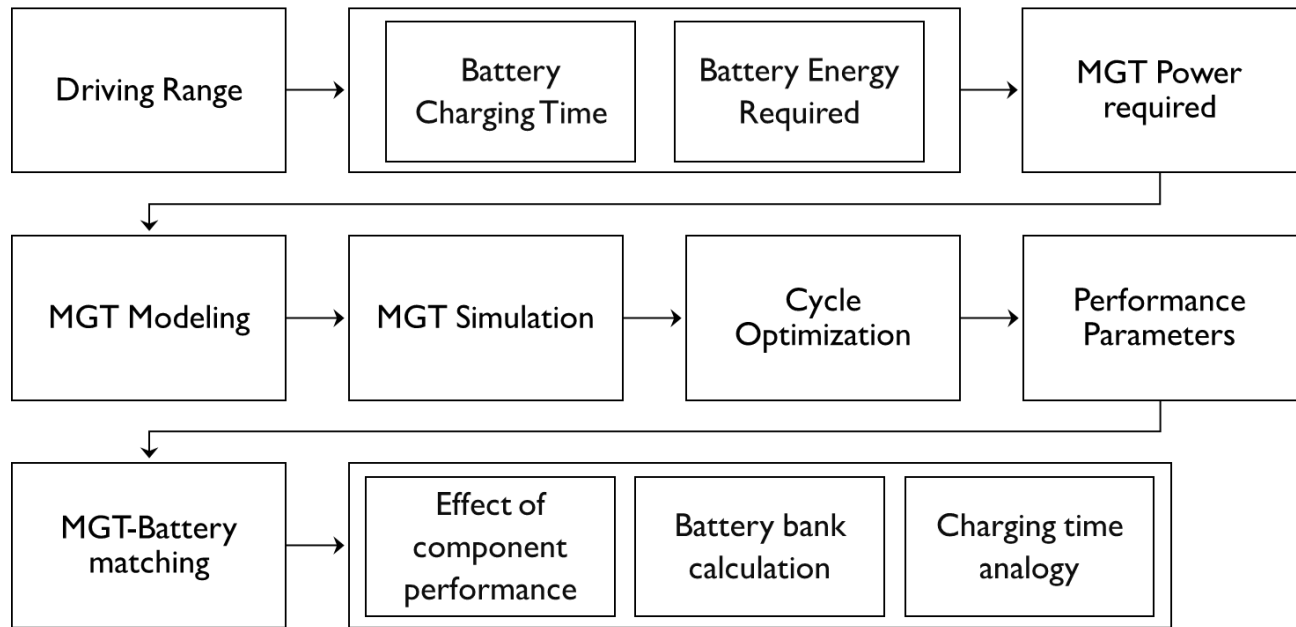 Driving Range
Battery
Charging Time
Battery Energy
Required
MGT Power
required
MGT Modeling
MGT Simulation
Cycle
Optimization
Performance
Parameters
MGT-Battery
matching
Effect of
component
performance
Battery bank
calculation
Charging time
analogy